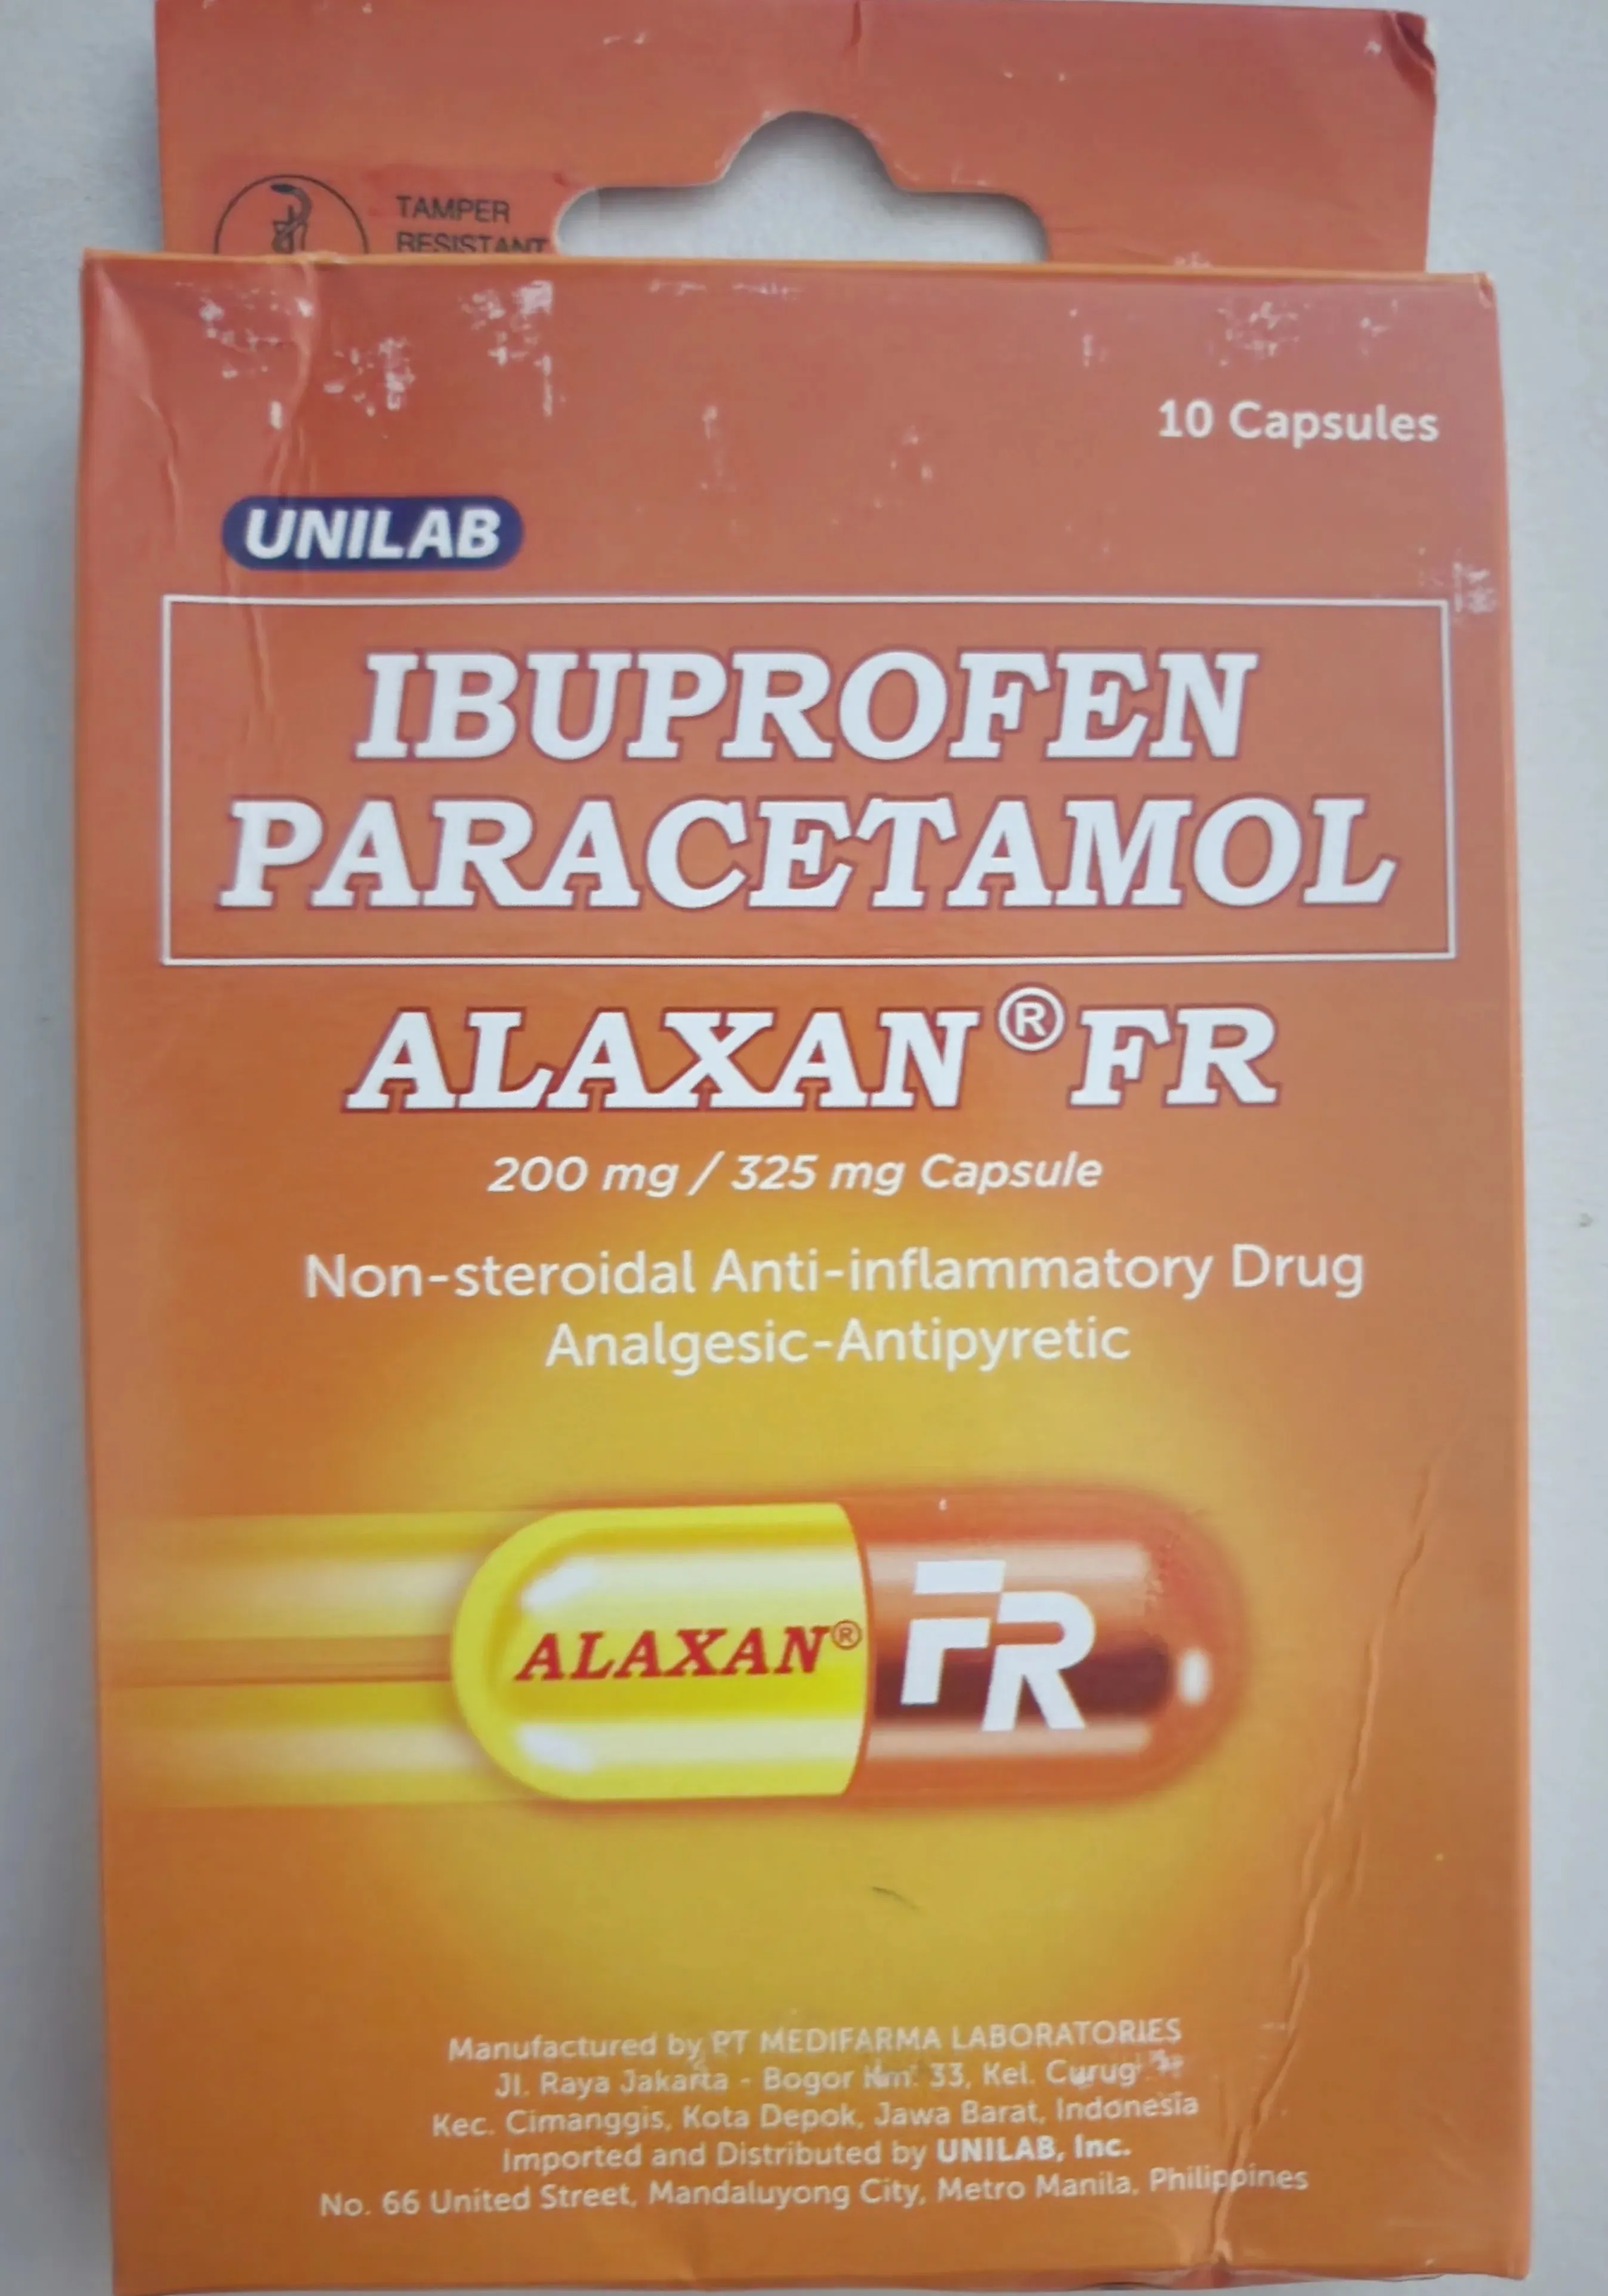 TAMPER
RESISTANT
10 Capsules
UNILAB
IBUPROFEN
PARACETAMOL
ALAXAN® FR
200 mg / 325 mg Capsule
Non-steroidal Anti-inflammatory Drug
Analgesic-Antipyretic
ALAXAN® FR
Manufactured by PT MEDIFARMA LABORATORIES
Jl. Raya Jakarta - Bogor Km. 33, Kel. Curug
Kec. Cimanggis, Kota Depok, Jawa Barat, Indonesia
Imported and Distributed by UNILAB, Inc.
No. 66 United Street, Mandaluyong City, Metro Manila, Philippines